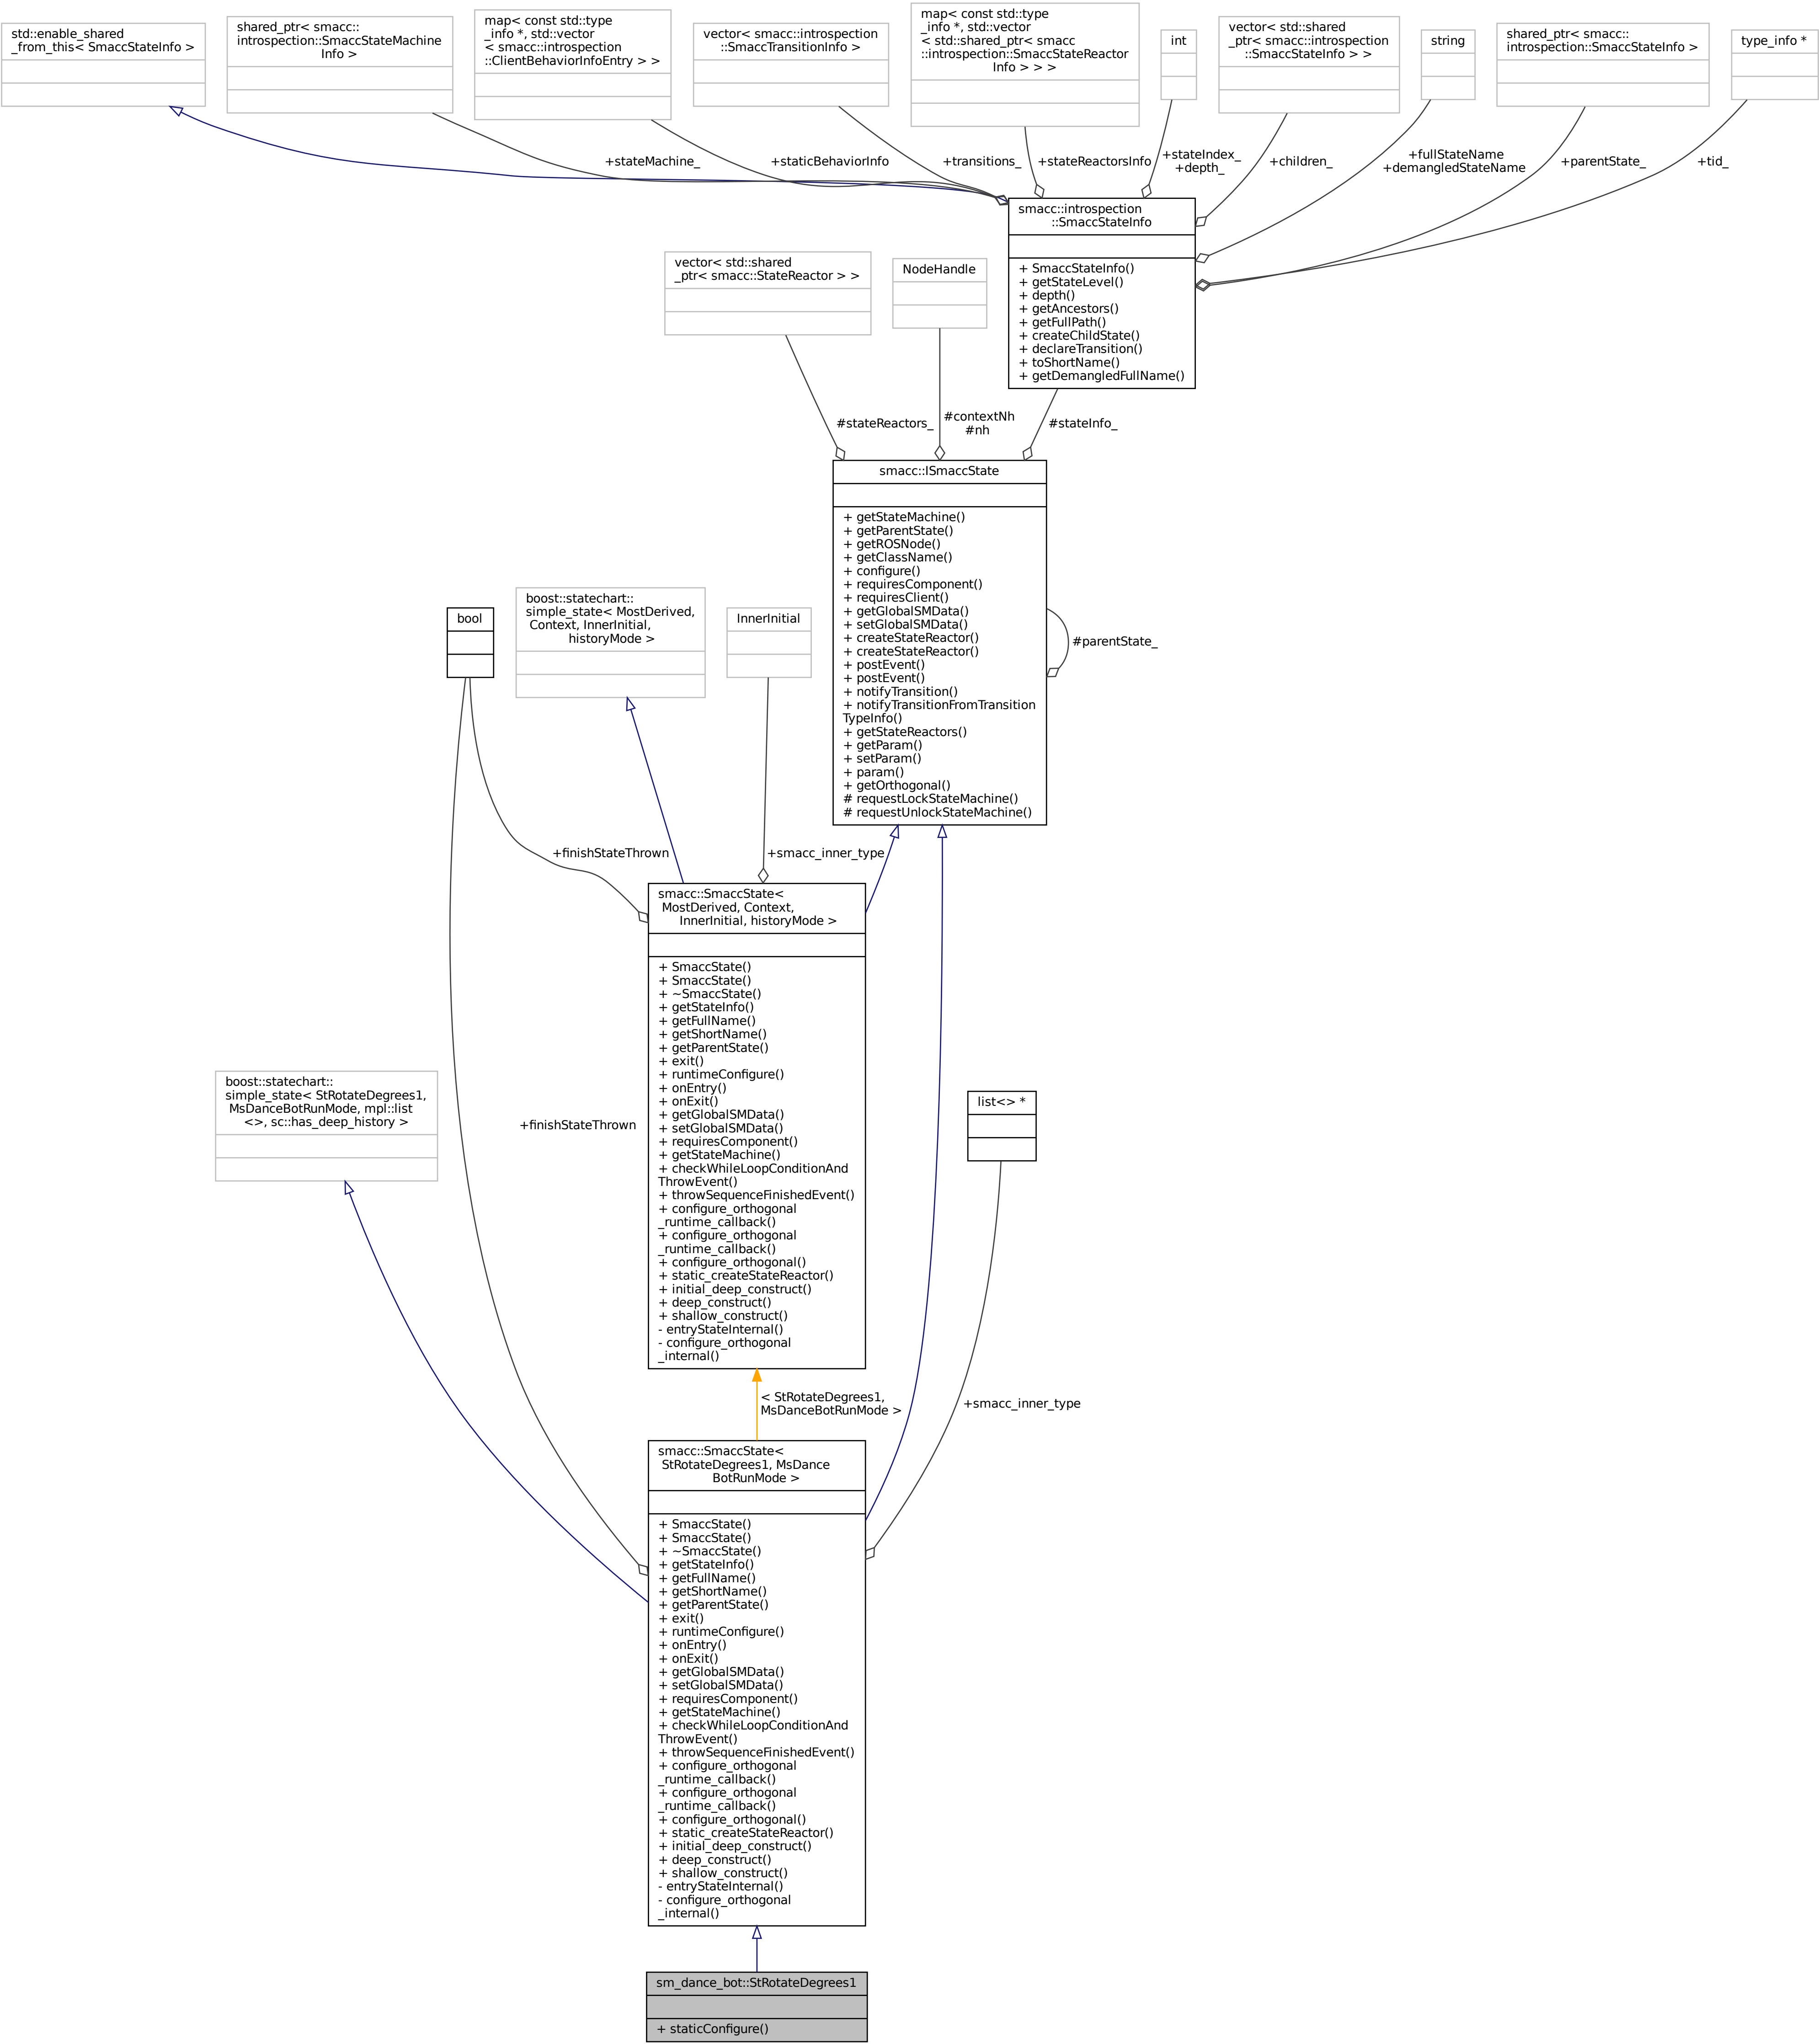 std::enable_shared
_from_this< SmaccStateInfo >
shared_ptr< smacc::
introspection::SmaccStateMachine
Info >
map< const std::type
_info *, std::vector
< smacc::introspection
::ClientBehaviorInfoEntry > >
vector< smacc::introspection
::SmaccTransitionInfo >
map< const std::type
_info *, std::vector
< std::shared_ptr< smacc
::introspection::SmaccStateReactor
Info > > >
int
vector< std::shared
_ptr< smacc::introspection
::SmaccStateInfo > >
string
shared_ptr< smacc::
introspection::SmaccStateInfo >
type_info *
+stateMachine_
+staticBehaviorInfo
+transitions_
+stateReactorsInfo
+stateIndex_
+depth_
+children_
+fullStateName
+demangledStateName
+parentState_
+tid_
smacc::introspection
::SmaccStateInfo
+ SmaccStateInfo()
+ getStateLevel()
+ depth()
+ getAncestors()
+ getFullPath()
+ createChildState()
+ declareTransition()
+ toShortName()
+ getDemangledFullName()
vector< std::shared
_ptr< smacc::StateReactor > >
NodeHandle
#stateReactors_
#contextNh
#nh
#stateInfo_
smacc::ISmaccState
+ getStateMachine()
+ getParentState()
+ getROSNode()
+ getClassName()
+ configure()
+ requiresComponent()
+ requiresClient()
+ getGlobalSMData()
+ setGlobalSMData()
+ createStateReactor()
+ createStateReactor()
+ postEvent()
+ postEvent()
+ notifyTransition()
+ notifyTransitionFromTransition
TypeInfo()
+ getStateReactors()
+ getParam()
+ setParam()
+ param()
+ getOrthogonal()
# requestLockStateMachine()
# requestUnlockStateMachine()
#parentState_
bool
boost::statechart::
simple_state< MostDerived,
Context, InnerInitial,
historyMode >
InnerInitial
+finishStateThrown
+smacc_inner_type
smacc::SmaccState<
MostDerived, Context,
InnerInitial, historyMode >
+ SmaccState()
+ SmaccState()
+ ~SmaccState()
+ getStateInfo()
+ getFullName()
+ getShortName()
+ getParentState()
+ exit()
+ runtimeConfigure()
+ onEntry()
+ onExit()
+ getGlobalSMData()
+ setGlobalSMData()
+ requiresComponent()
+ getStateMachine()
+ checkWhileLoopConditionAnd
ThrowEvent()
+ throwSequenceFinishedEvent()
+ configure_orthogonal
_runtime_callback()
+ configure_orthogonal
_runtime_callback()
+ configure_orthogonal()
+ static_createStateReactor()
+ initial_deep_construct()
+ deep_construct()
+ shallow_construct()
- entryStateInternal()
- configure_orthogonal
_internal()
boost::statechart::
simple_state< StRotateDegrees1,
MsDanceBotRunMode, mpl::list
<>, sc::has_deep_history >
+finishStateThrown
list<> *
< StRotateDegrees1,
MsDanceBotRunMode >
+smacc_inner_type
smacc::SmaccState<
StRotateDegrees1, MsDance
BotRunMode >
+ SmaccState()
+ SmaccState()
+ ~SmaccState()
+ getStateInfo()
+ getFullName()
+ getShortName()
+ getParentState()
+ exit()
+ runtimeConfigure()
+ onEntry()
+ onExit()
+ getGlobalSMData()
+ setGlobalSMData()
+ requiresComponent()
+ getStateMachine()
+ checkWhileLoopConditionAnd
ThrowEvent()
+ throwSequenceFinishedEvent()
+ configure_orthogonal
_runtime_callback()
+ configure_orthogonal
_runtime_callback()
+ configure_orthogonal()
+ static_createStateReactor()
+ initial_deep_construct()
+ deep_construct()
+ shallow_construct()
- entryStateInternal()
- configure_orthogonal
_internal()
sm_dance_bot::StRotateDegrees1
+ staticConfigure()